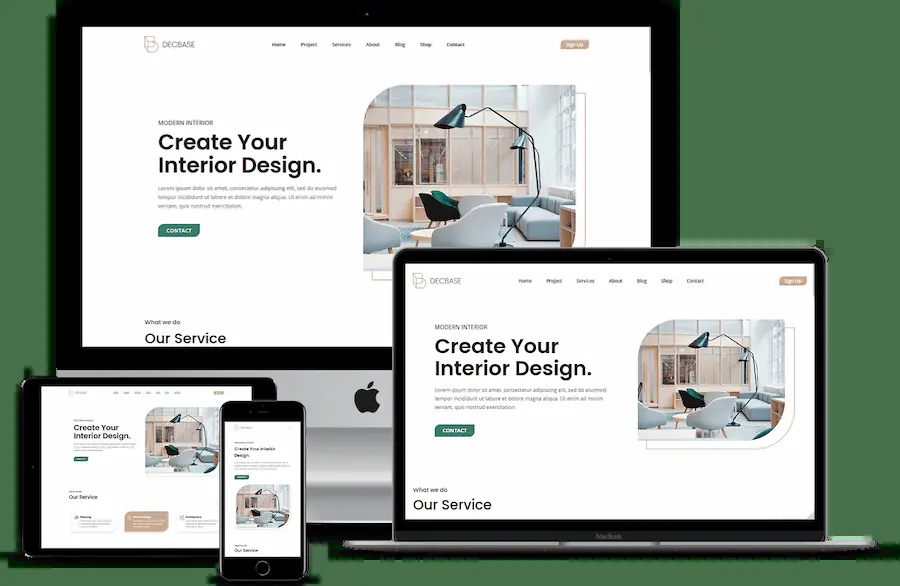 DECBASE
Home Project Services About Blog Shop Contact
Sign Up
MODERN INTERIOR
Create Your
Interior Design.
Lorem ipsum dolor sit amet, consectetur adipiscing elit, sed do eiusmod
tempor incididunt ut labore et dolore magna aliqua. Ut enim ad minim
veniam, quis nostrud exercitation.
CONTACT
What we do
Our Service
DECBASE
Home Project Services About Blog Shop Contact
Sign Up
MODERN INTERIOR
Create Your
Interior Design.
Lorem ipsum dolor sit amet, consectetur adipiscing elit, sed do eiusmod
tempor incididunt ut labore et dolore magna aliqua. Ut enim ad minim
veniam, quis nostrud exercitation.
CONTACT
What we do
Our Service
MacBook
Create Your
Interior Design.
Our Service
Create Your Interior
Design.
Our Service